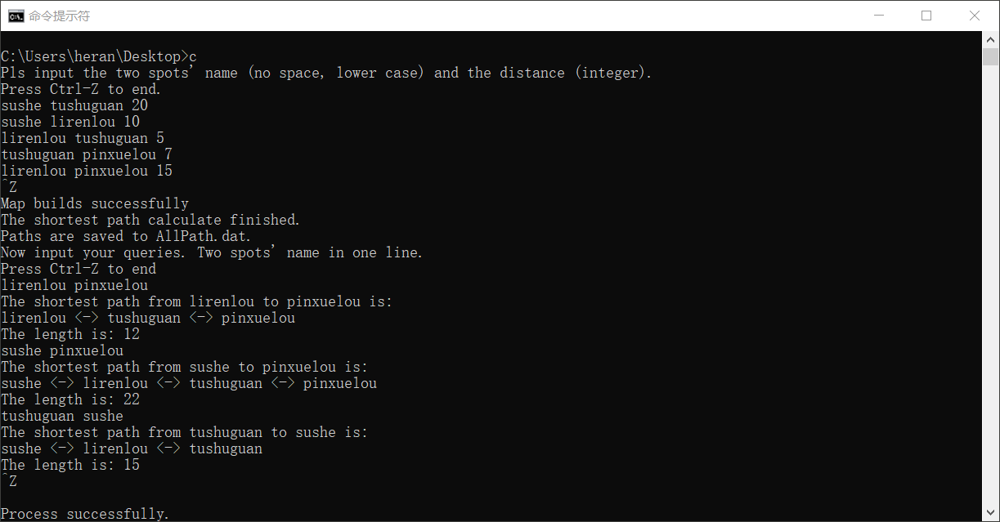 命令提示符
C:\Users\heran\Desktop>c
Pls input the two spots' name (no space, lower case) and the distance (integer).
Press Ctrl-Z to end.
sushe tushuguan 20
sushe lirenlou 10
lirenlou tushuguan 5
tushuguan pinxuelou 7
lirenlou pinxuelou 15
^Z
Map builds successfully
The shortest path calculate finished.
Paths are saved to AllPath.dat.
Now input your queries. Two spots' name in one line.
Press Ctrl-Z to end
lirenlou pinxuelou
The shortest path from lirenlou to pinxuelou is:
lirenlou <-> tushuguan <-> pinxuelou
The length is: 12
sushe pinxuelou
The shortest path from sushe to pinxuelou is:
sushe <-> lirenlou <-> tushuguan <-> pinxuelou
The length is: 22
tushuguan sushe
The shortest path from tushuguan to sushe is:
sushe <-> lirenlou <-> tushuguan
The length is: 15
^Z
Process successfully.